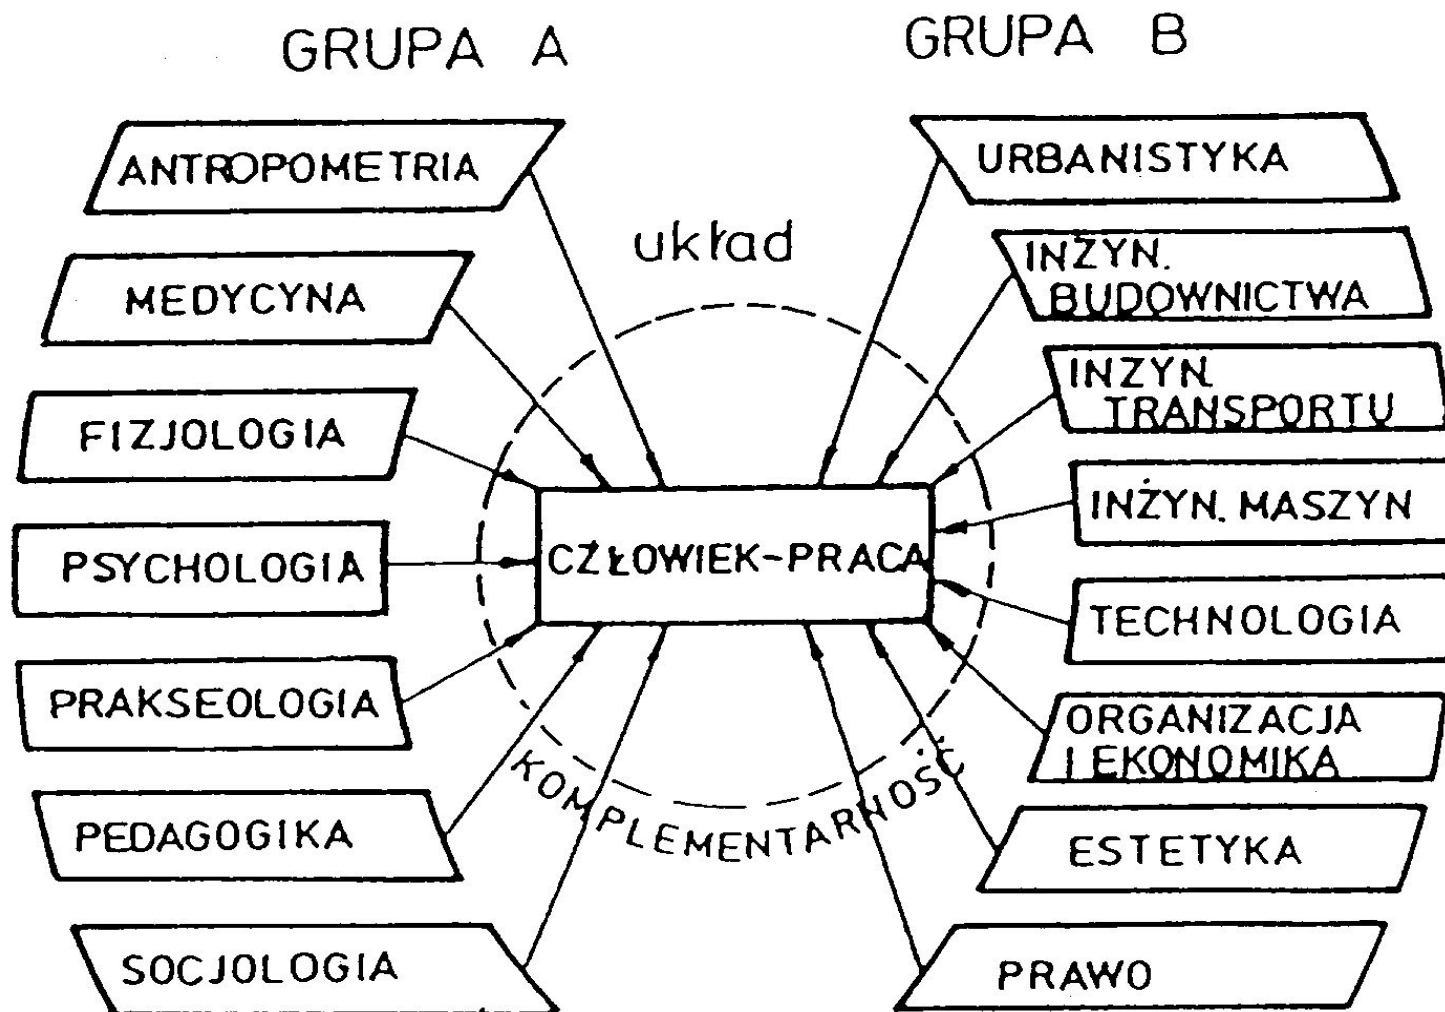 GRUPA A
GRUPA B
ANTROPOMETRIA
MEDYCYNA
FIZJOLOGIA
PSYCHOLOGIA
PRAKSEOLOGIA
PEDAGOGIKA
SOCJOLOGIA
układ
CZŁOWIEK-PRACA
KOMPLEMENTARNOŚĆ
URBANISTYKA
INŻYN.
BUDOWNICTWA
INZYN.
TRANSPORTU
INŻYN. MASZYN
TECHNOLOGIA
ORGANIZACJA
I EKONOMIKA
ESTETYKA
PRAWO